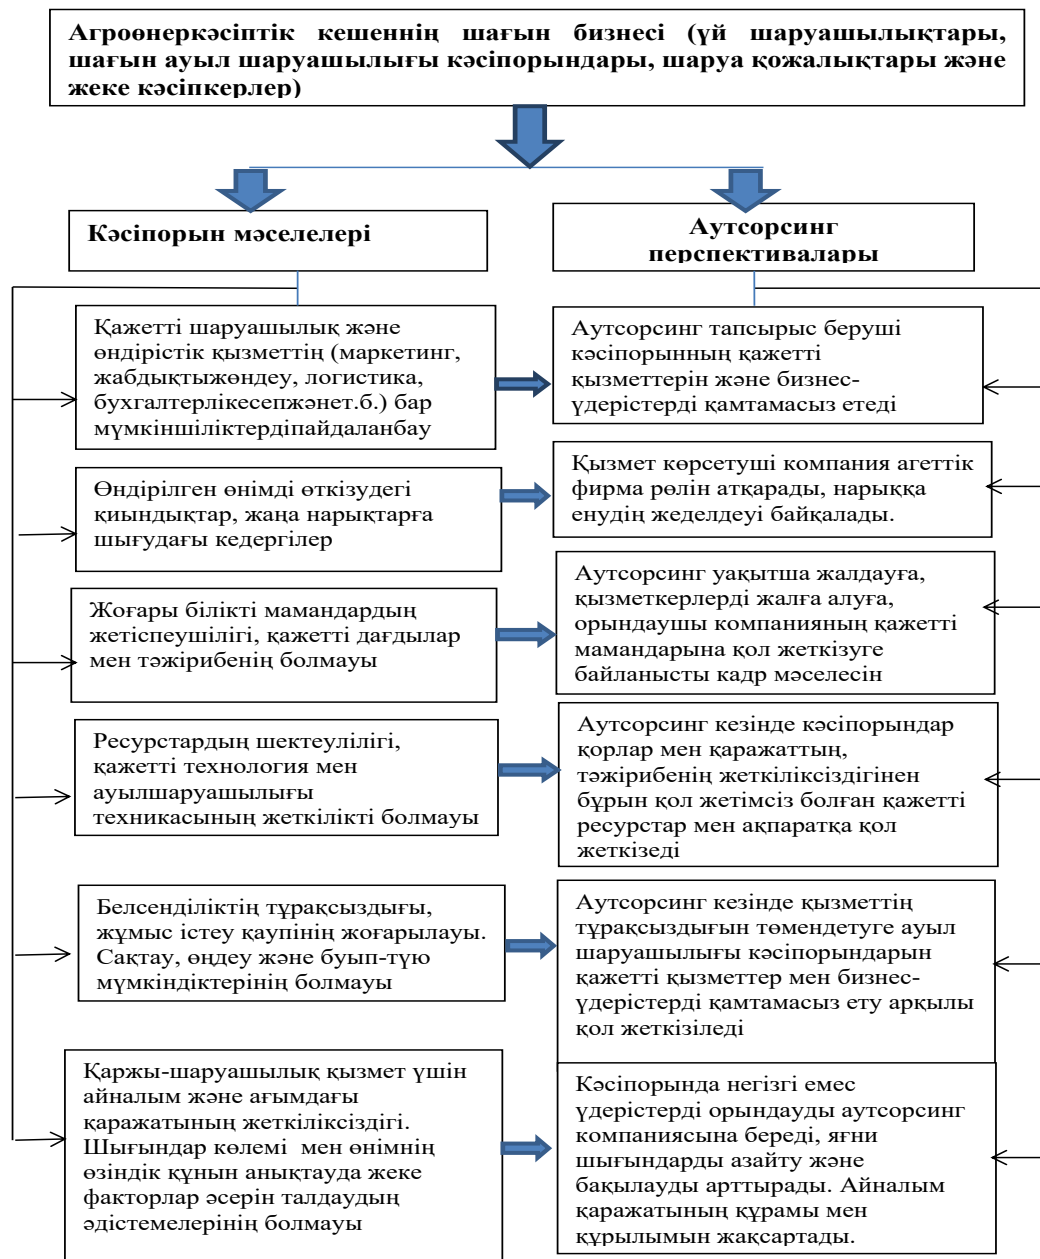 Агроөнеркәсіптік кешеннің шағын бизнесі (үй шаруашылықтары,
шағын ауыл шаруашылығы кәсіпорындары, шаруа қожалықтары және
жеке кәсіпкерлер)
Кәсіпорын мәселелері
Аутсорсинг
перспективалары
Қажетті шаруашылық және
өндірістік қызметтің (маркетинг,
жабдықтыжөндеу, логистика,
бухгалтерлікесепжәнет.б.) бар
мүмкіншіліктердіпайдаланбау
Аутсорсинг тапсырыс беруші
кәсіпорынның қажетті
қызметтерін және бизнес-
үдерістерді қамтамасыз етеді
Өндірілген өнімді өткізудегі
қиындықтар, жаңа нарықтарға
шығудағы кедергілер
Қызмет көрсетуші компания агеттік
фирма рөлін атқарады, нарыққа
енудің жеделдеуі байқалады.
Жоғары білікті мамандардың
жетіспеушілігі, қажетті дағдылар
мен тәжірибенің болмауы
Аутсорсинг уақытша жалдауға,
қызметкерлерді жалға алуға,
орындаушы компанияның қажетті
мамандарына қол жеткізуге
байланысты кадр мәселесін
Ресурстардың шектеулілігі,
қажетті технология мен
ауылшаруашылығы
техникасының жеткілікті болмауы
Аутсорсинг кезінде кәсіпорындар
қорлар мен қаражаттың,
тәжірибенің жеткіліксіздігінен
бұрын қол жетімсіз болған қажетті
ресурстар мен ақпаратқа қол
жеткізеді
Белсенділіктің тұрақсыздығы,
жұмыс істеу қаупінің жоғарылауы.
Сақтау, өңдеу және буып-түю
мүмкіндіктерінің болмауы
Аутсорсинг кезінде қызметтің
тұрақсыздығын төмендетуге ауыл
шаруашылығы кәсіпорындарын
қажетті қызметтер мен бизнес-
үдерістерді қамтамасыз ету арқылы
қол жеткізіледі
Қаржы-шаруашылық қызмет үшін
айналым және ағымдағы
қаражатының жеткіліксіздігі.
Шығындар көлемі мен өнімнің
өзіндік құнын анықтауда жеке
факторлар әсерін талдаудың
әдістемелерінің болмауы
Кәсіпорында негізгі емес
үдерістерді орындауды аутсорсинг
компаниясына береді, яғни
шығындарды азайту және
бақылауды арттырады. Айналым
қаражатының құрамы мен
құрылымын жақсартады.